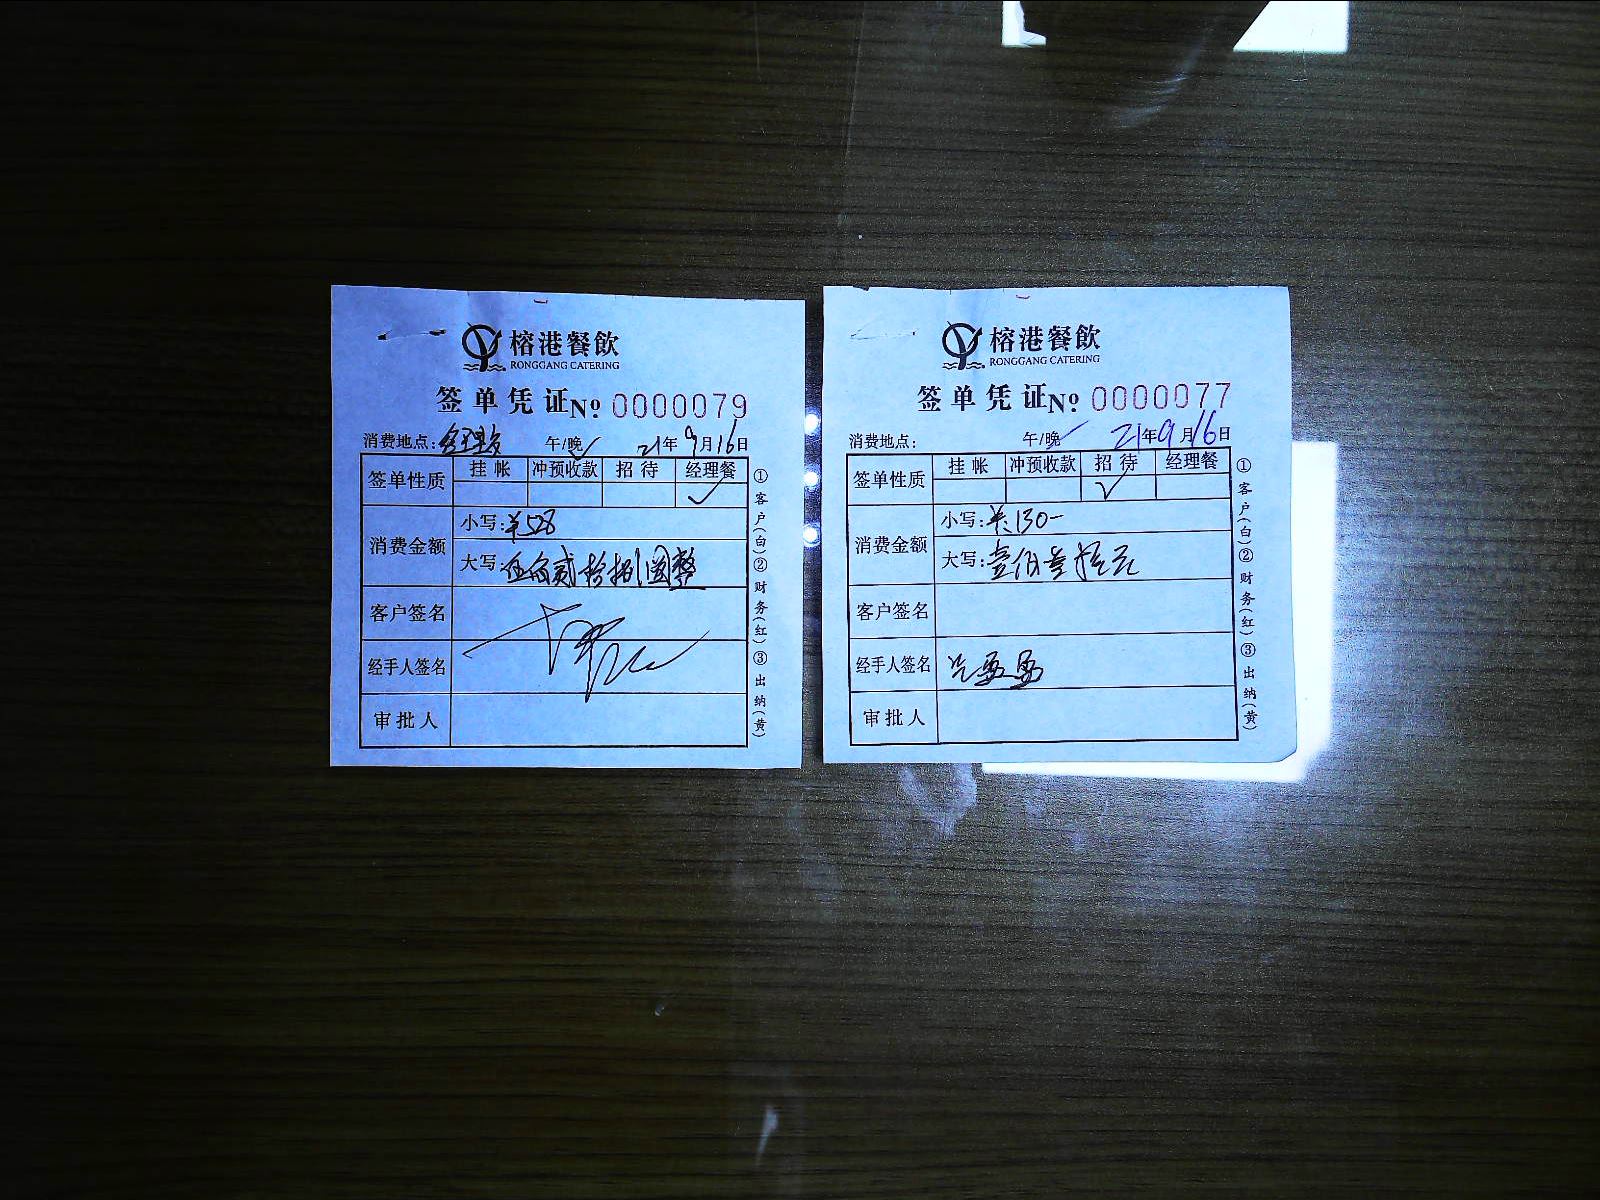 榕港餐飲
RONGGANG CATERING
签单凭证 No 0000079
消费地点: 午/晚✓ 21年9月16日
签单性质 挂帐 冲预收款 招待 经理餐
✓
消费金额 小写:¥528
大写:伍佰贰拾捌圆整
客户签名
经手人签名
审批人
①客户(白)②财务(红)③出纳(黄)
榕港餐飲
RONGGANG CATERING
签单凭证 No 0000077
消费地点: 午/晚✓ 21年9月16日
签单性质 挂帐 冲预收款 招待 经理餐
✓
消费金额 小写:¥:130-
大写:壹佰叁拾元
客户签名
经手人签名
审批人
①客户(白)②财务(红)③出纳(黄)